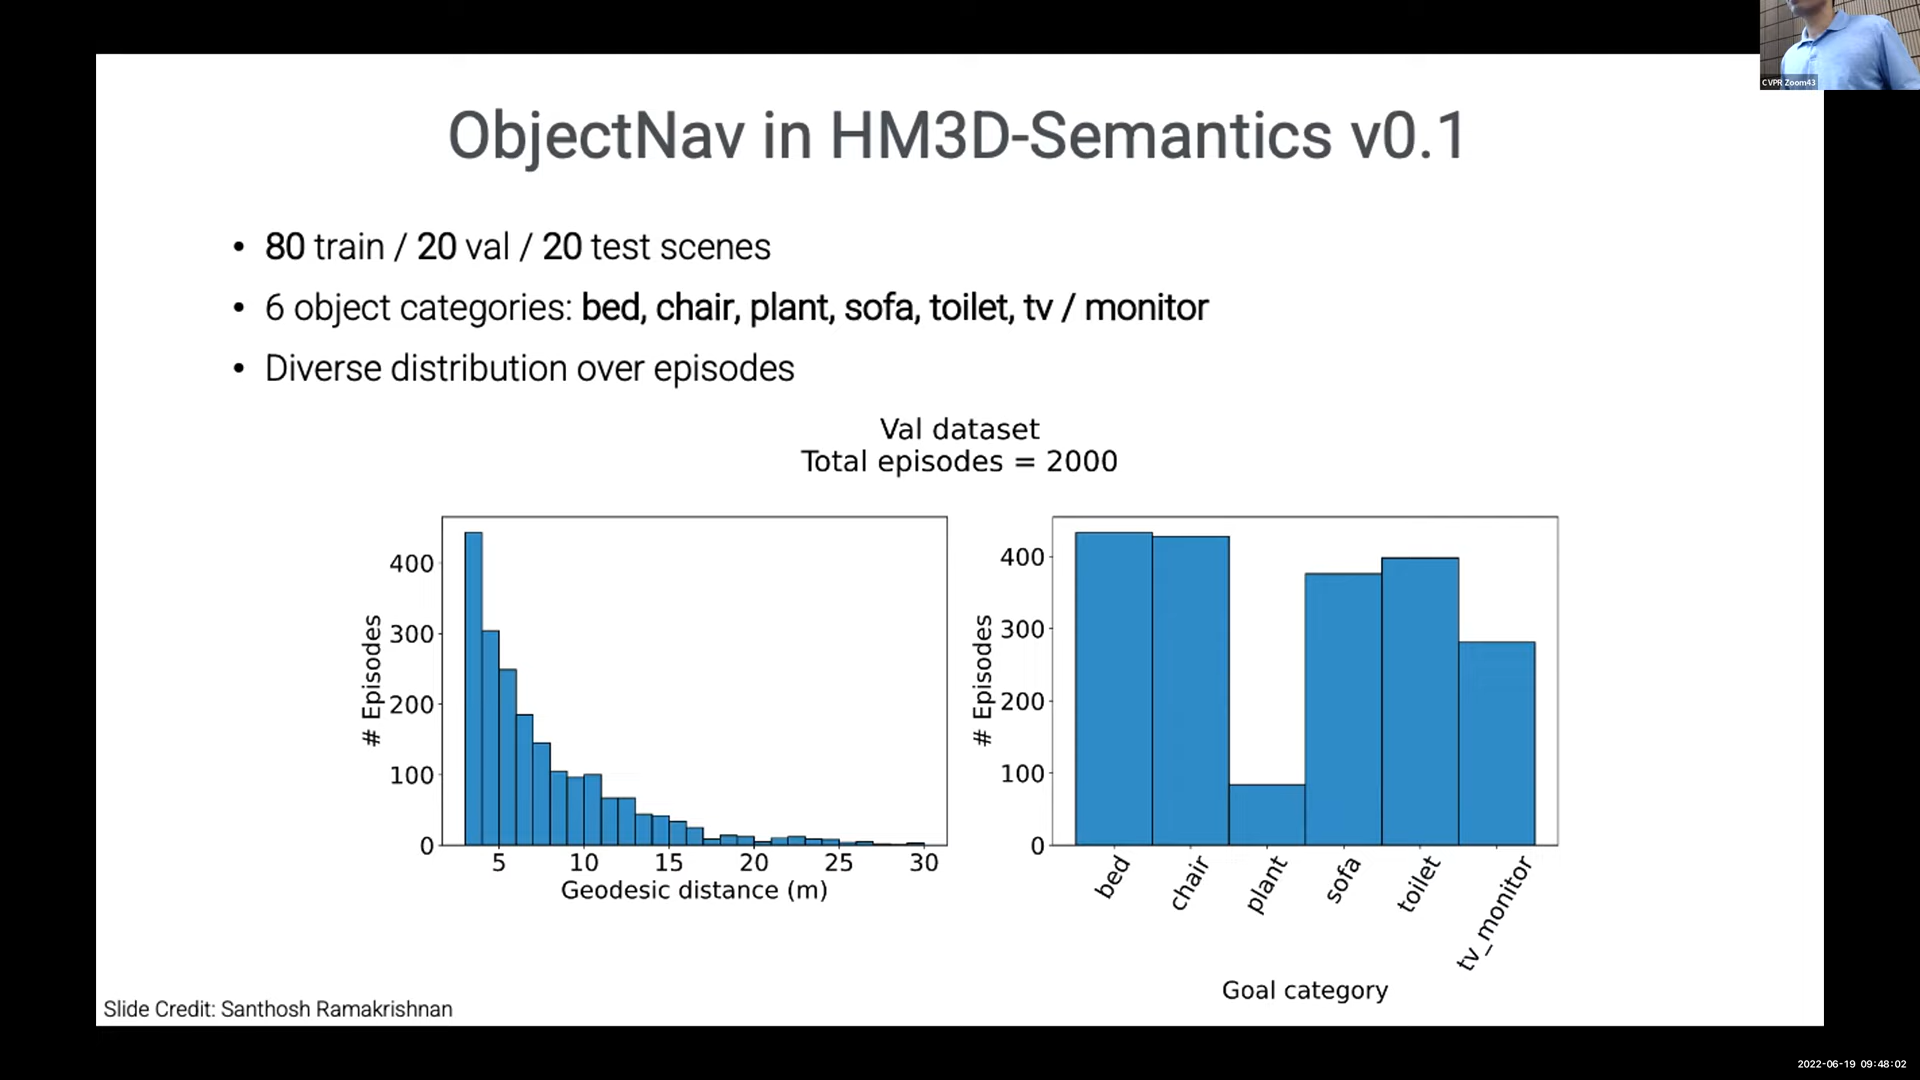 CVPR Zoom43
ObjectNav in HM3D-Semantics v0.1
• 80 train / 20 val / 20 test scenes
• 6 object categories: bed, chair, plant, sofa, toilet, tv / monitor
• Diverse distribution over episodes
Val dataset
Total episodes = 2000
# Episodes
400
300
200
100
0
5 10 15 20 25 30
Geodesic distance (m)
# Episodes
400
300
200
100
0
bed chair plant sofa toilet tv_monitor
Goal category
Slide Credit: Santhosh Ramakrishnan
2022-06-19 09:48:02